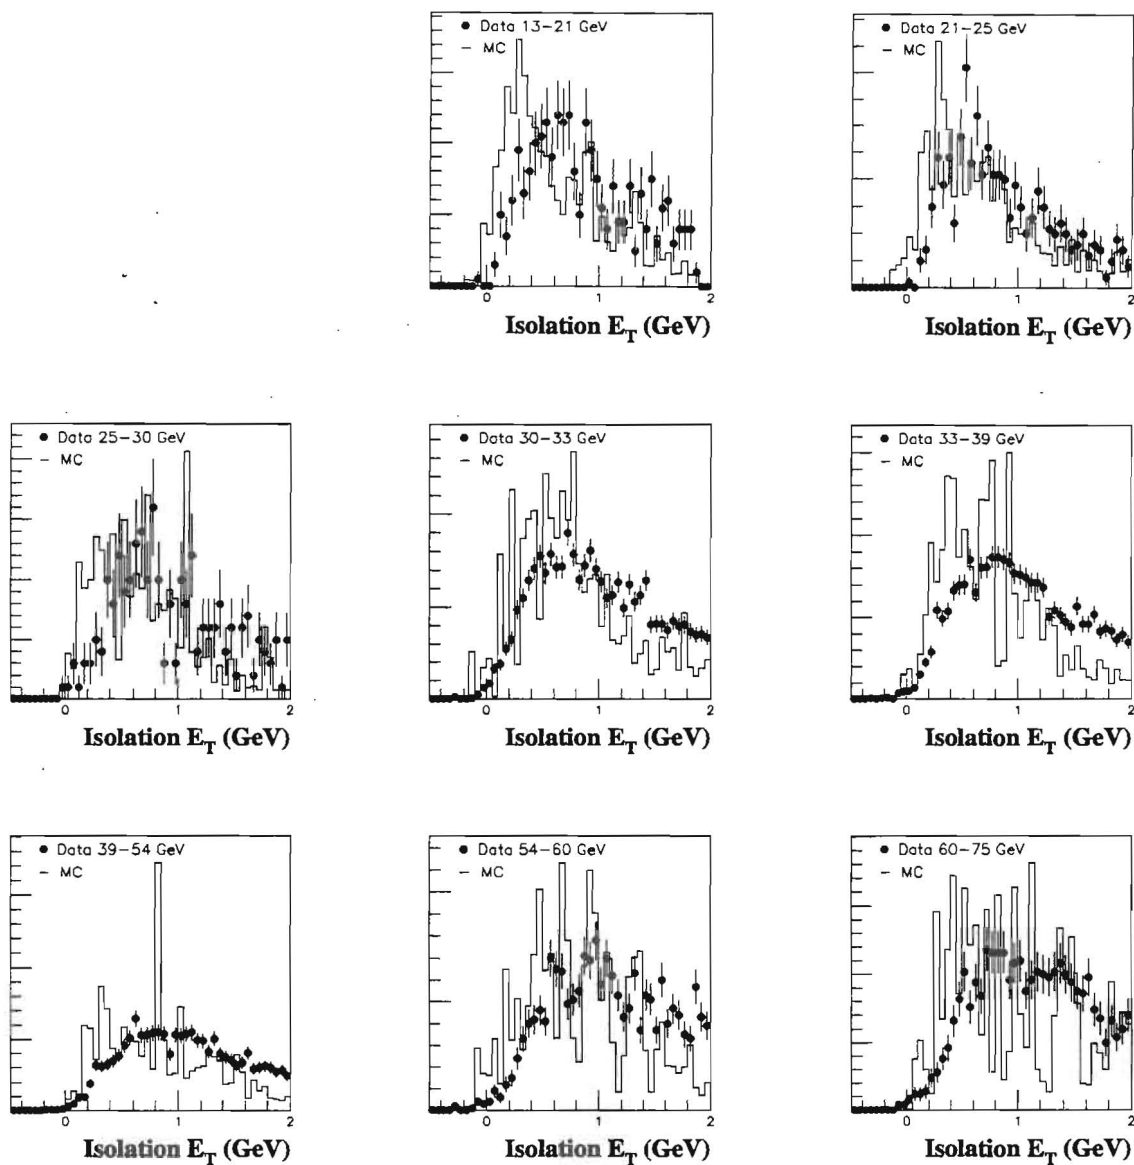 Data 13-21 GeV
MC
0 1 2
Isolation E_T (GeV)
Data 21-25 GeV
MC
0 1 2
Isolation E_T (GeV)
Data 25-30 GeV
MC
0 1 2
Isolation E_T (GeV)
Data 30-33 GeV
MC
0 1 2
Isolation E_T (GeV)
Data 33-39 GeV
MC
0 1 2
Isolation E_T (GeV)
Data 39-54 GeV
MC
0 1 2
Isolation E_T (GeV)
Data 54-60 GeV
MC
0 1 2
Isolation E_T (GeV)
Data 60-75 GeV
MC
0 1 2
Isolation E_T (GeV)